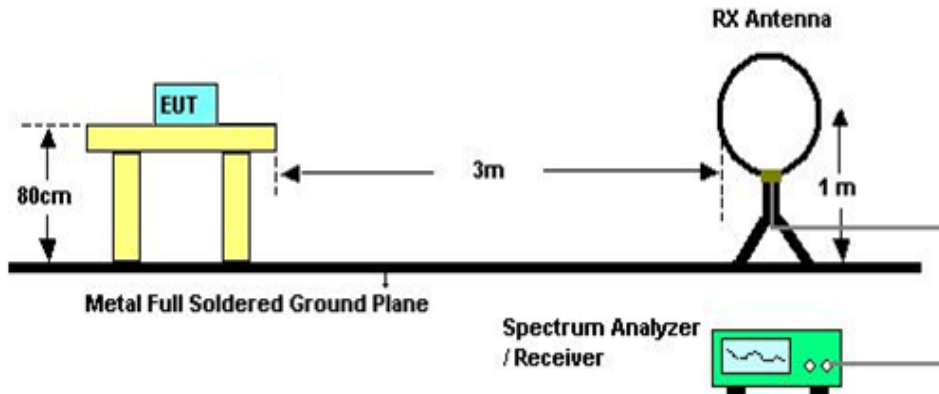 RX Antenna
EUT
80cm
3m
1 m
Metal Full Soldered Ground Plane
Spectrum Analyzer
/ Receiver